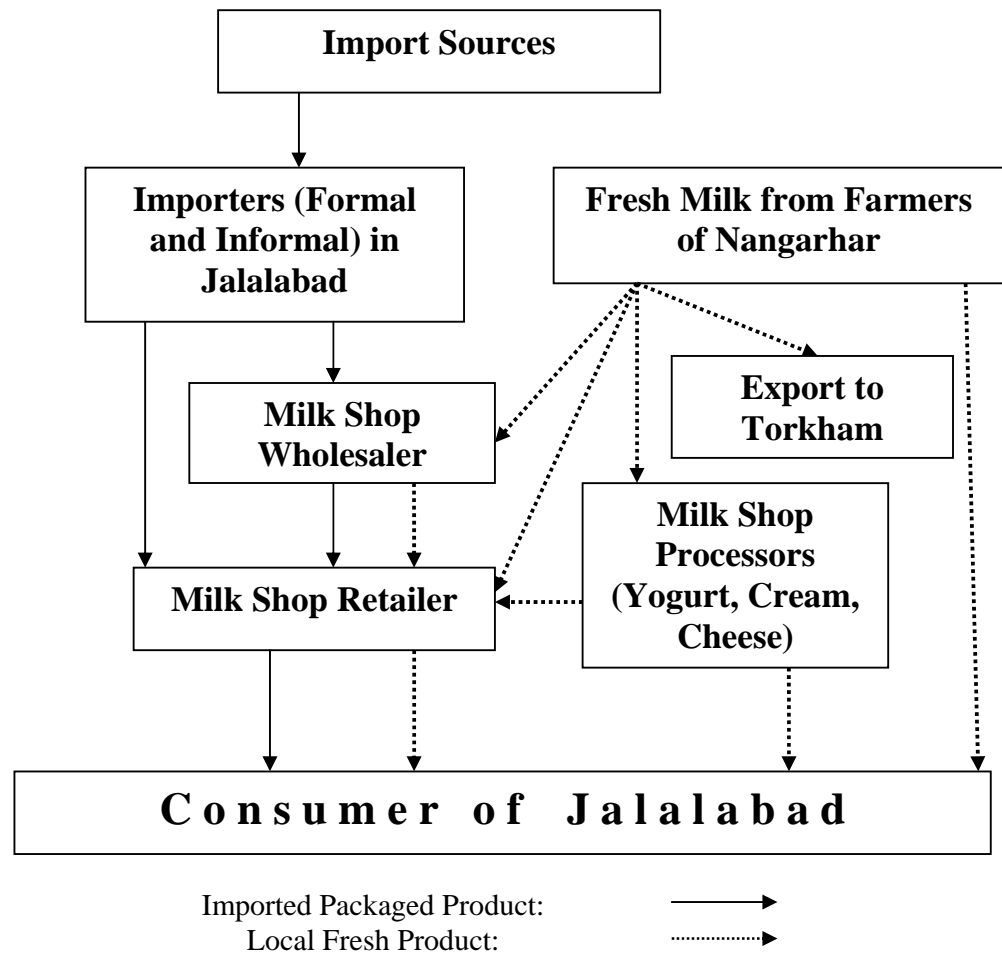 Import Sources
Importers (Formal
and Informal) in
Jalalabad
Fresh Milk from Farmers
of Nangarhar
Milk Shop
Wholesaler
Export to
Torkham
Milk Shop
Processors
(Yogurt, Cream,
Cheese)
Milk Shop Retailer
Consumer of Jalalabad
Imported Packaged Product:
Local Fresh Product: